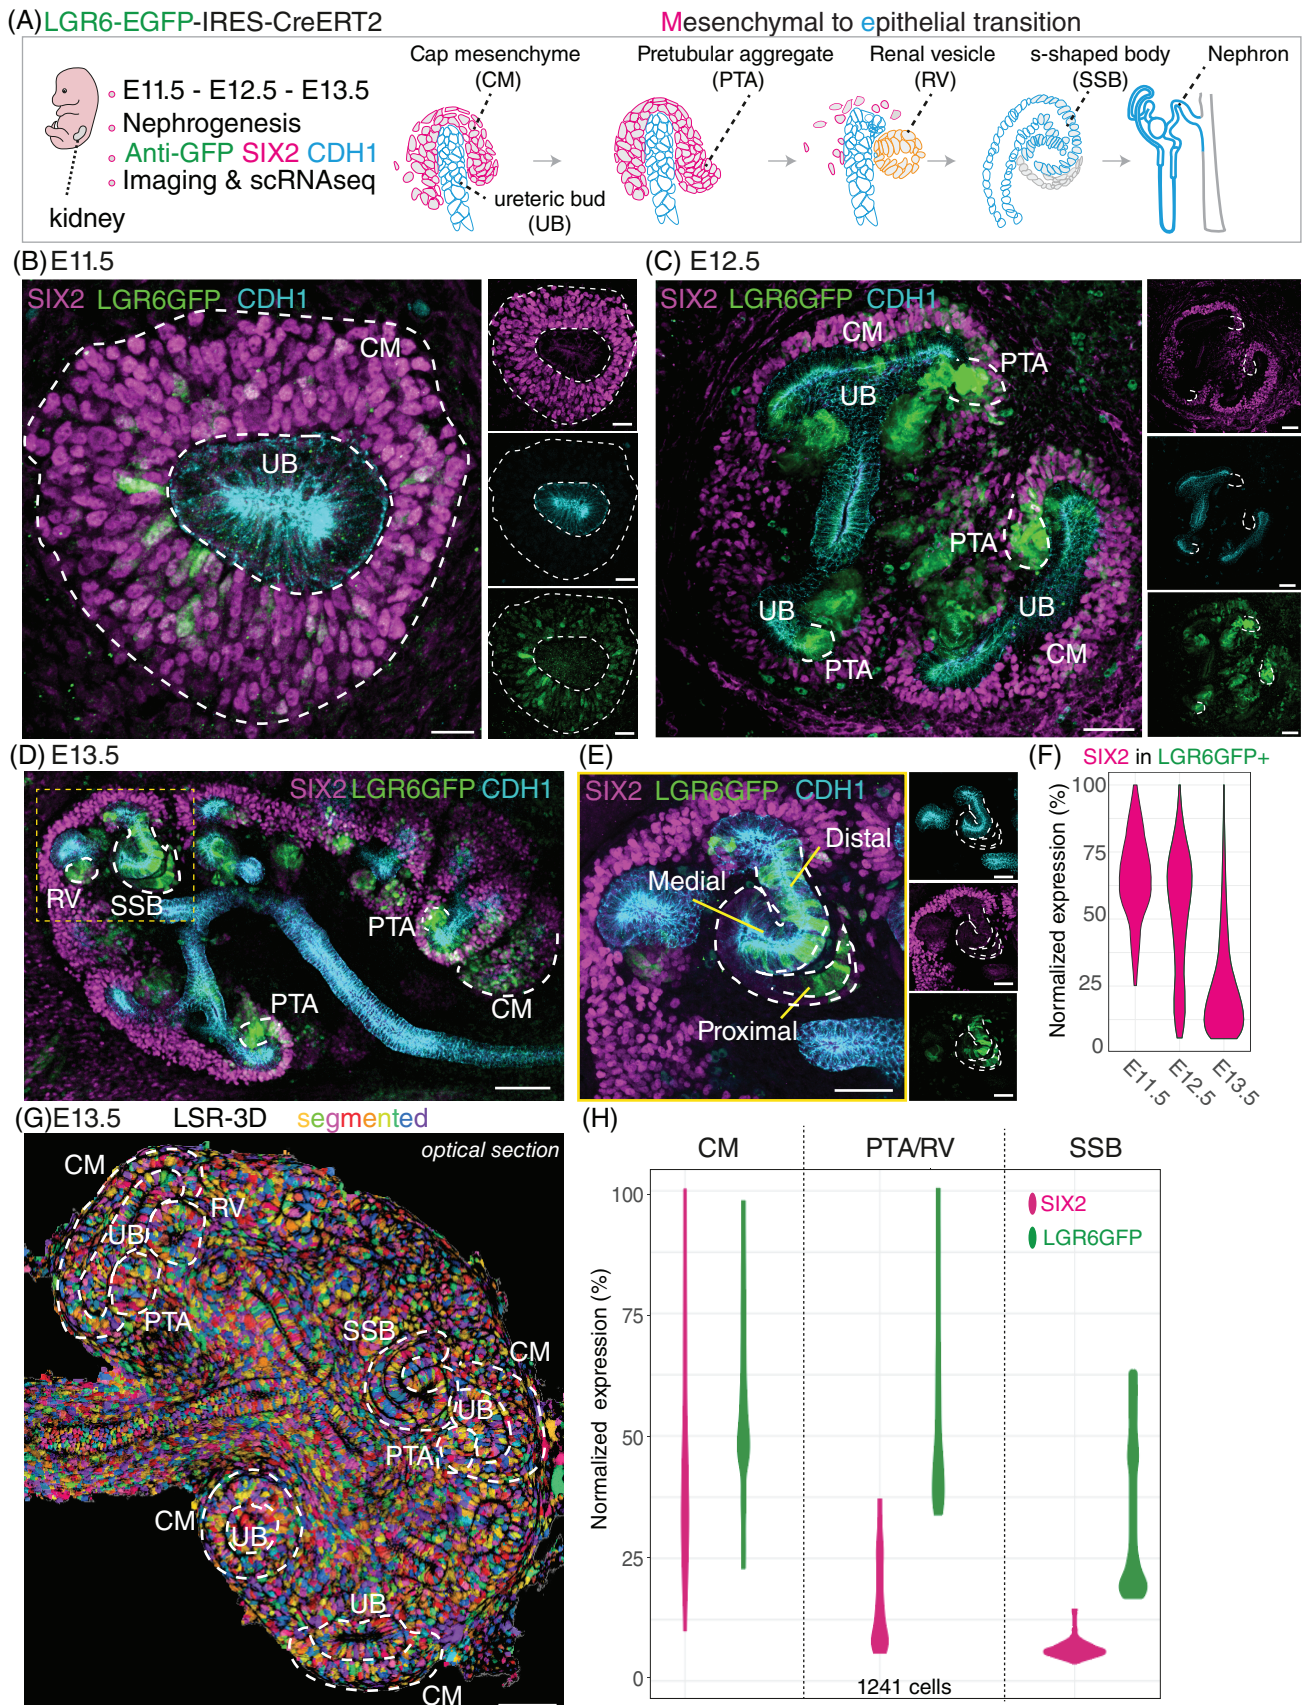 (A) LGR6-EGFP-IRES-CreERT2
Mesenchymal to epithelial transition
E11.5 - E12.5 - E13.5
Nephrogenesis
Anti-GFP SIX2 CDH1
Imaging & scRNAseq
kidney
Cap mesenchyme
(CM)
ureteric bud
(UB)
Pretubular aggregate
(PTA)
Renal vesicle
(RV)
s-shaped body
(SSB)
Nephron
(B) E11.5
SIX2 LGR6GFP CDH1
CM
UB
(C) E12.5
SIX2 LGR6GFP CDH1
CM
PTA
UB
PTA
UB
UB
PTA
CM
(D) E13.5
SIX2 LGR6GFP CDH1
RV
SSB
PTA
PTA
CM
(E)
SIX2 LGR6GFP CDH1
Distal
Medial
Proximal
(F) SIX2 in LGR6GFP+
Normalized expression (%)
100
75
50
25
0
E11.5
E12.5
E13.5
(G) E13.5 LSR-3D segmented
optical section
CM
RV
UB
PTA
SSB
CM
UB
PTA
CM
UB
UB
CM
(H)
CM PTA/RV SSB
SIX2
LGR6GFP
Normalized expression (%)
100
75
50
25
0
1241 cells